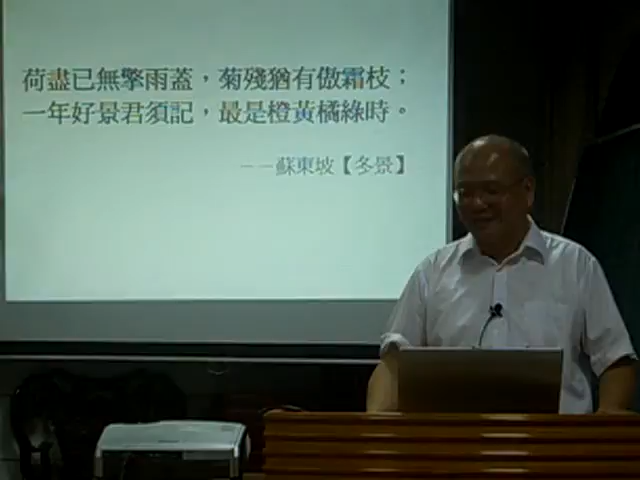 荷盡已無擎雨蓋，菊殘猶有傲霜枝；
一年好景君須記，最是橙黃橘綠時。
——蘇東坡【冬景】